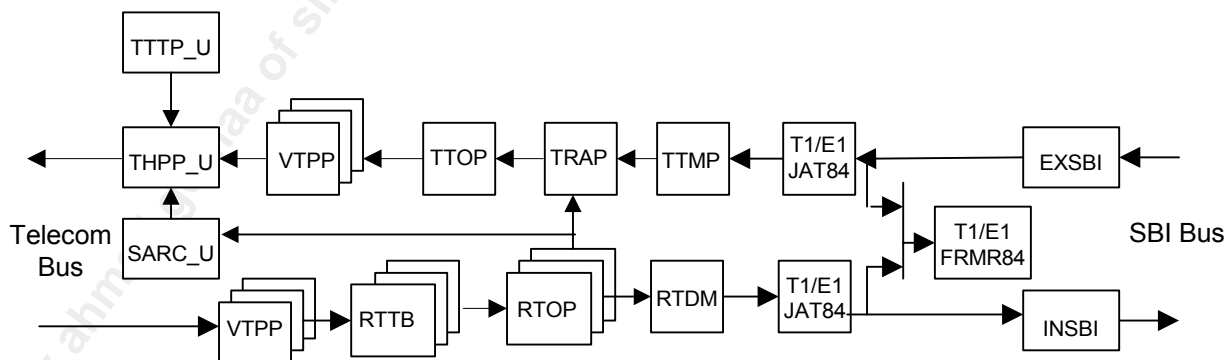 TTTP_U
THPP_U
VTPP
TTOP
TRAP
TTMP
T1/E1
JAT84
EXSBI
Telecom
Bus
SARC_U
T1/E1
FRMR84
SBI Bus
VTPP
RTTB
RTOP
RTDM
T1/E1
JAT84
INSBI